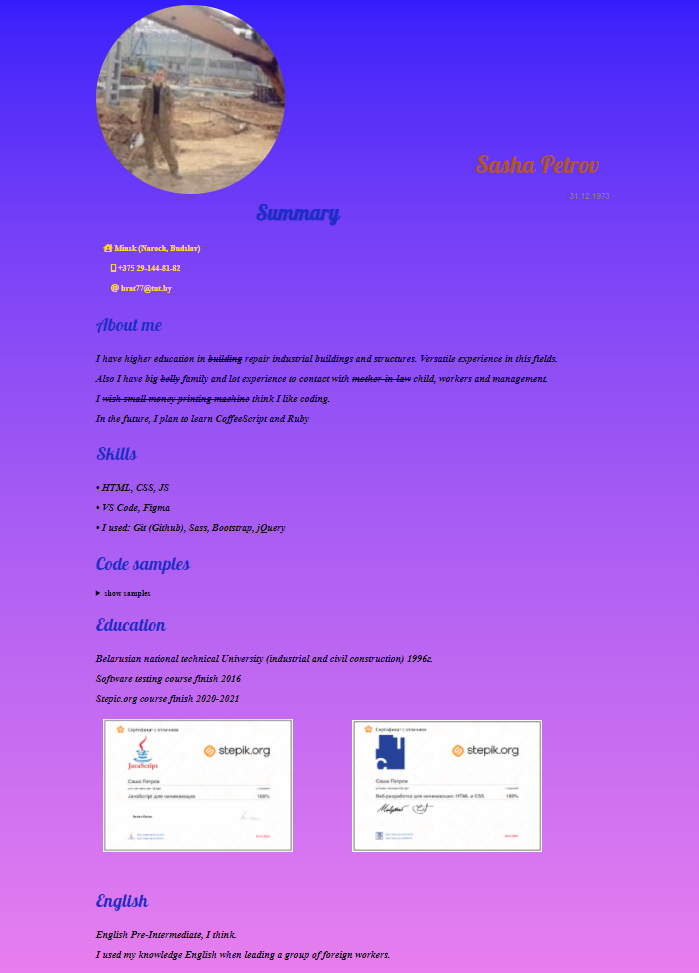 Sasha Petrov
31.12.1973
Summary
Minsk (Naroch, Budslav)
+375 29-144-81-82
@ brat77@tut.by
About me
I have higher education in building repair industrial buildings and structures. Versatile experience in this fields.
Also I have big belly family and lot experience to contact with mother-in-law child, workers and management.
I wish small money printing machine think I like coding.
In the future, I plan to learn CoffeeScript and Ruby
Skills
• HTML, CSS, JS
• VS Code, Figma
• I used: Git (Github), Sass, Bootstrap, jQuery
Code samples
show samples
Education
Belarusian national technical University (industrial and civil construction) 1996г.
Software testing course finish 2016
Stepic.org course finish 2020-2021
Сертификат с отличием
JavaScript
stepik.org
Саша Петров
JavaScript для начинающих 100%
Сертификат с отличием
stepik.org
Саша Петров
Веб-разработка для начинающих: HTML и CSS 100%
English
English Pre-Intermediate, I think.
I used my knowledge English when leading a group of foreign workers.